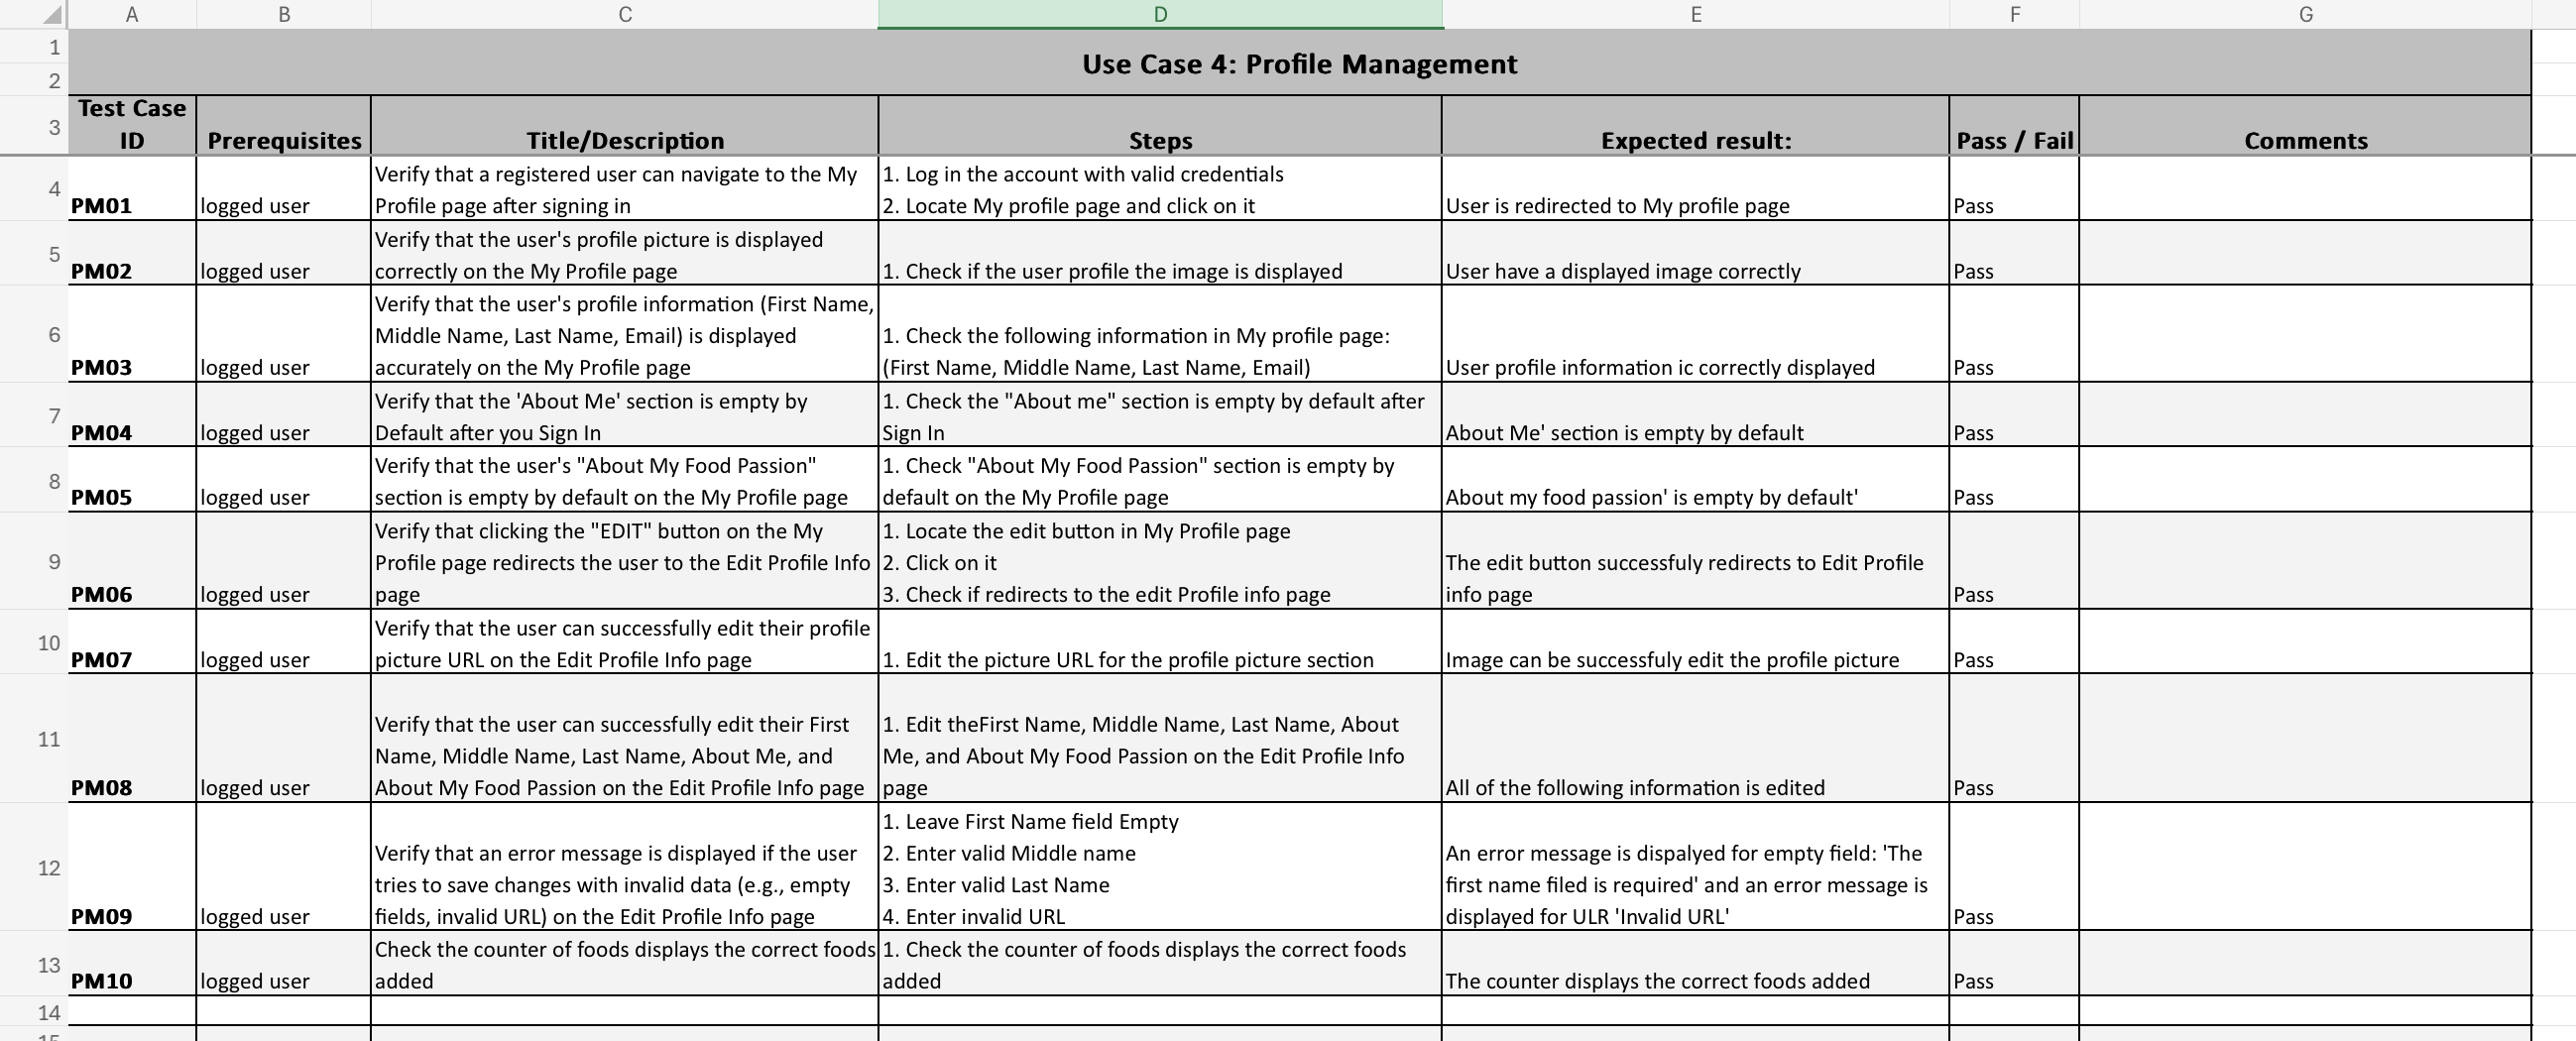 A B C D E F G
1
2
Use Case 4: Profile Management
3
Test Case
ID
Prerequisites
Title/Description
Steps
Expected result:
Pass / Fail
Comments
4
PM01
logged user
Verify that a registered user can navigate to the My
Profile page after signing in
1. Log in the account with valid credentials
2. Locate My profile page and click on it
User is redirected to My profile page
Pass
5
PM02
logged user
Verify that the user's profile picture is displayed
correctly on the My Profile page
1. Check if the user profile the image is displayed
User have a displayed image correctly
Pass
6
PM03
logged user
Verify that the user's profile information (First Name,
Middle Name, Last Name, Email) is displayed
accurately on the My Profile page
1. Check the following information in My profile page:
(First Name, Middle Name, Last Name, Email)
User profile information ic correctly displayed
Pass
7
PM04
logged user
Verify that the 'About Me' section is empty by
Default after you Sign In
1. Check the "About me" section is empty by default after
Sign In
About Me' section is empty by default
Pass
8
PM05
logged user
Verify that the user's "About My Food Passion"
section is empty by default on the My Profile page
1. Check "About My Food Passion" section is empty by
default on the My Profile page
About my food passion' is empty by default'
Pass
9
PM06
logged user
Verify that clicking the "EDIT" button on the My
Profile page redirects the user to the Edit Profile Info
page
1. Locate the edit button in My Profile page
2. Click on it
3. Check if redirects to the edit Profile info page
The edit button successfuly redirects to Edit Profile
info page
Pass
10
PM07
logged user
Verify that the user can successfully edit their profile
picture URL on the Edit Profile Info page
1. Edit the picture URL for the profile picture section
Image can be successfuly edit the profile picture
Pass
11
PM08
logged user
Verify that the user can successfully edit their First
Name, Middle Name, Last Name, About Me, and
About My Food Passion on the Edit Profile Info page
1. Edit theFirst Name, Middle Name, Last Name, About
Me, and About My Food Passion on the Edit Profile Info
page
All of the following information is edited
Pass
12
PM09
logged user
Verify that an error message is displayed if the user
tries to save changes with invalid data (e.g., empty
fields, invalid URL) on the Edit Profile Info page
1. Leave First Name field Empty
2. Enter valid Middle name
3. Enter valid Last Name
4. Enter invalid URL
An error message is dispalyed for empty field: 'The
first name filed is required' and an error message is
displayed for ULR 'Invalid URL'
Pass
13
PM10
logged user
Check the counter of foods displays the correct foods
added
1. Check the counter of foods displays the correct foods
added
The counter displays the correct foods added
Pass
14
15